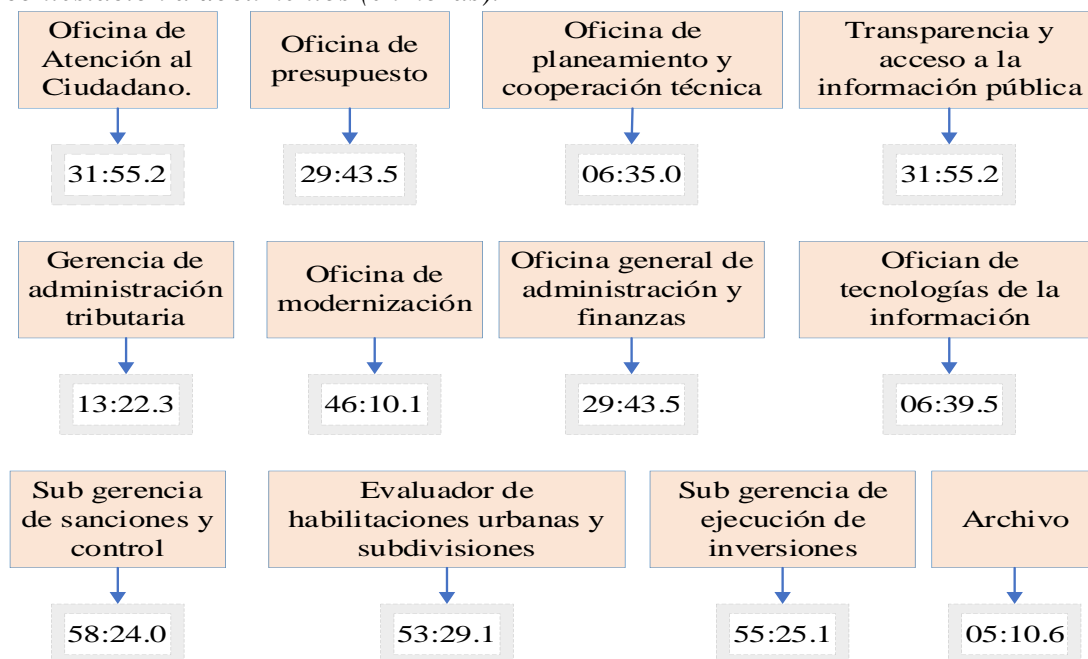 Oficina de
Atención al
Ciudadano.
Oficina de
presupuesto
Oficina de
planeamiento y
cooperación técnica
Transparencia y
acceso a la
información pública
31:55.2
29:43.5
06:35.0
31:55.2
Gerencia de
administración
tributaria
Oficina de
modernización
Oficina general de
administración y
finanzas
Ofician de
tecnologías de la
información
13:22.3
46:10.1
29:43.5
06:39.5
Sub gerencia
de sanciones y
control
Evaluador de
habilitaciones urbanas y
subdivisiones
Sub gerencia de
ejecución de
inversiones
Archivo
58:24.0
53:29.1
55:25.1
05:10.6